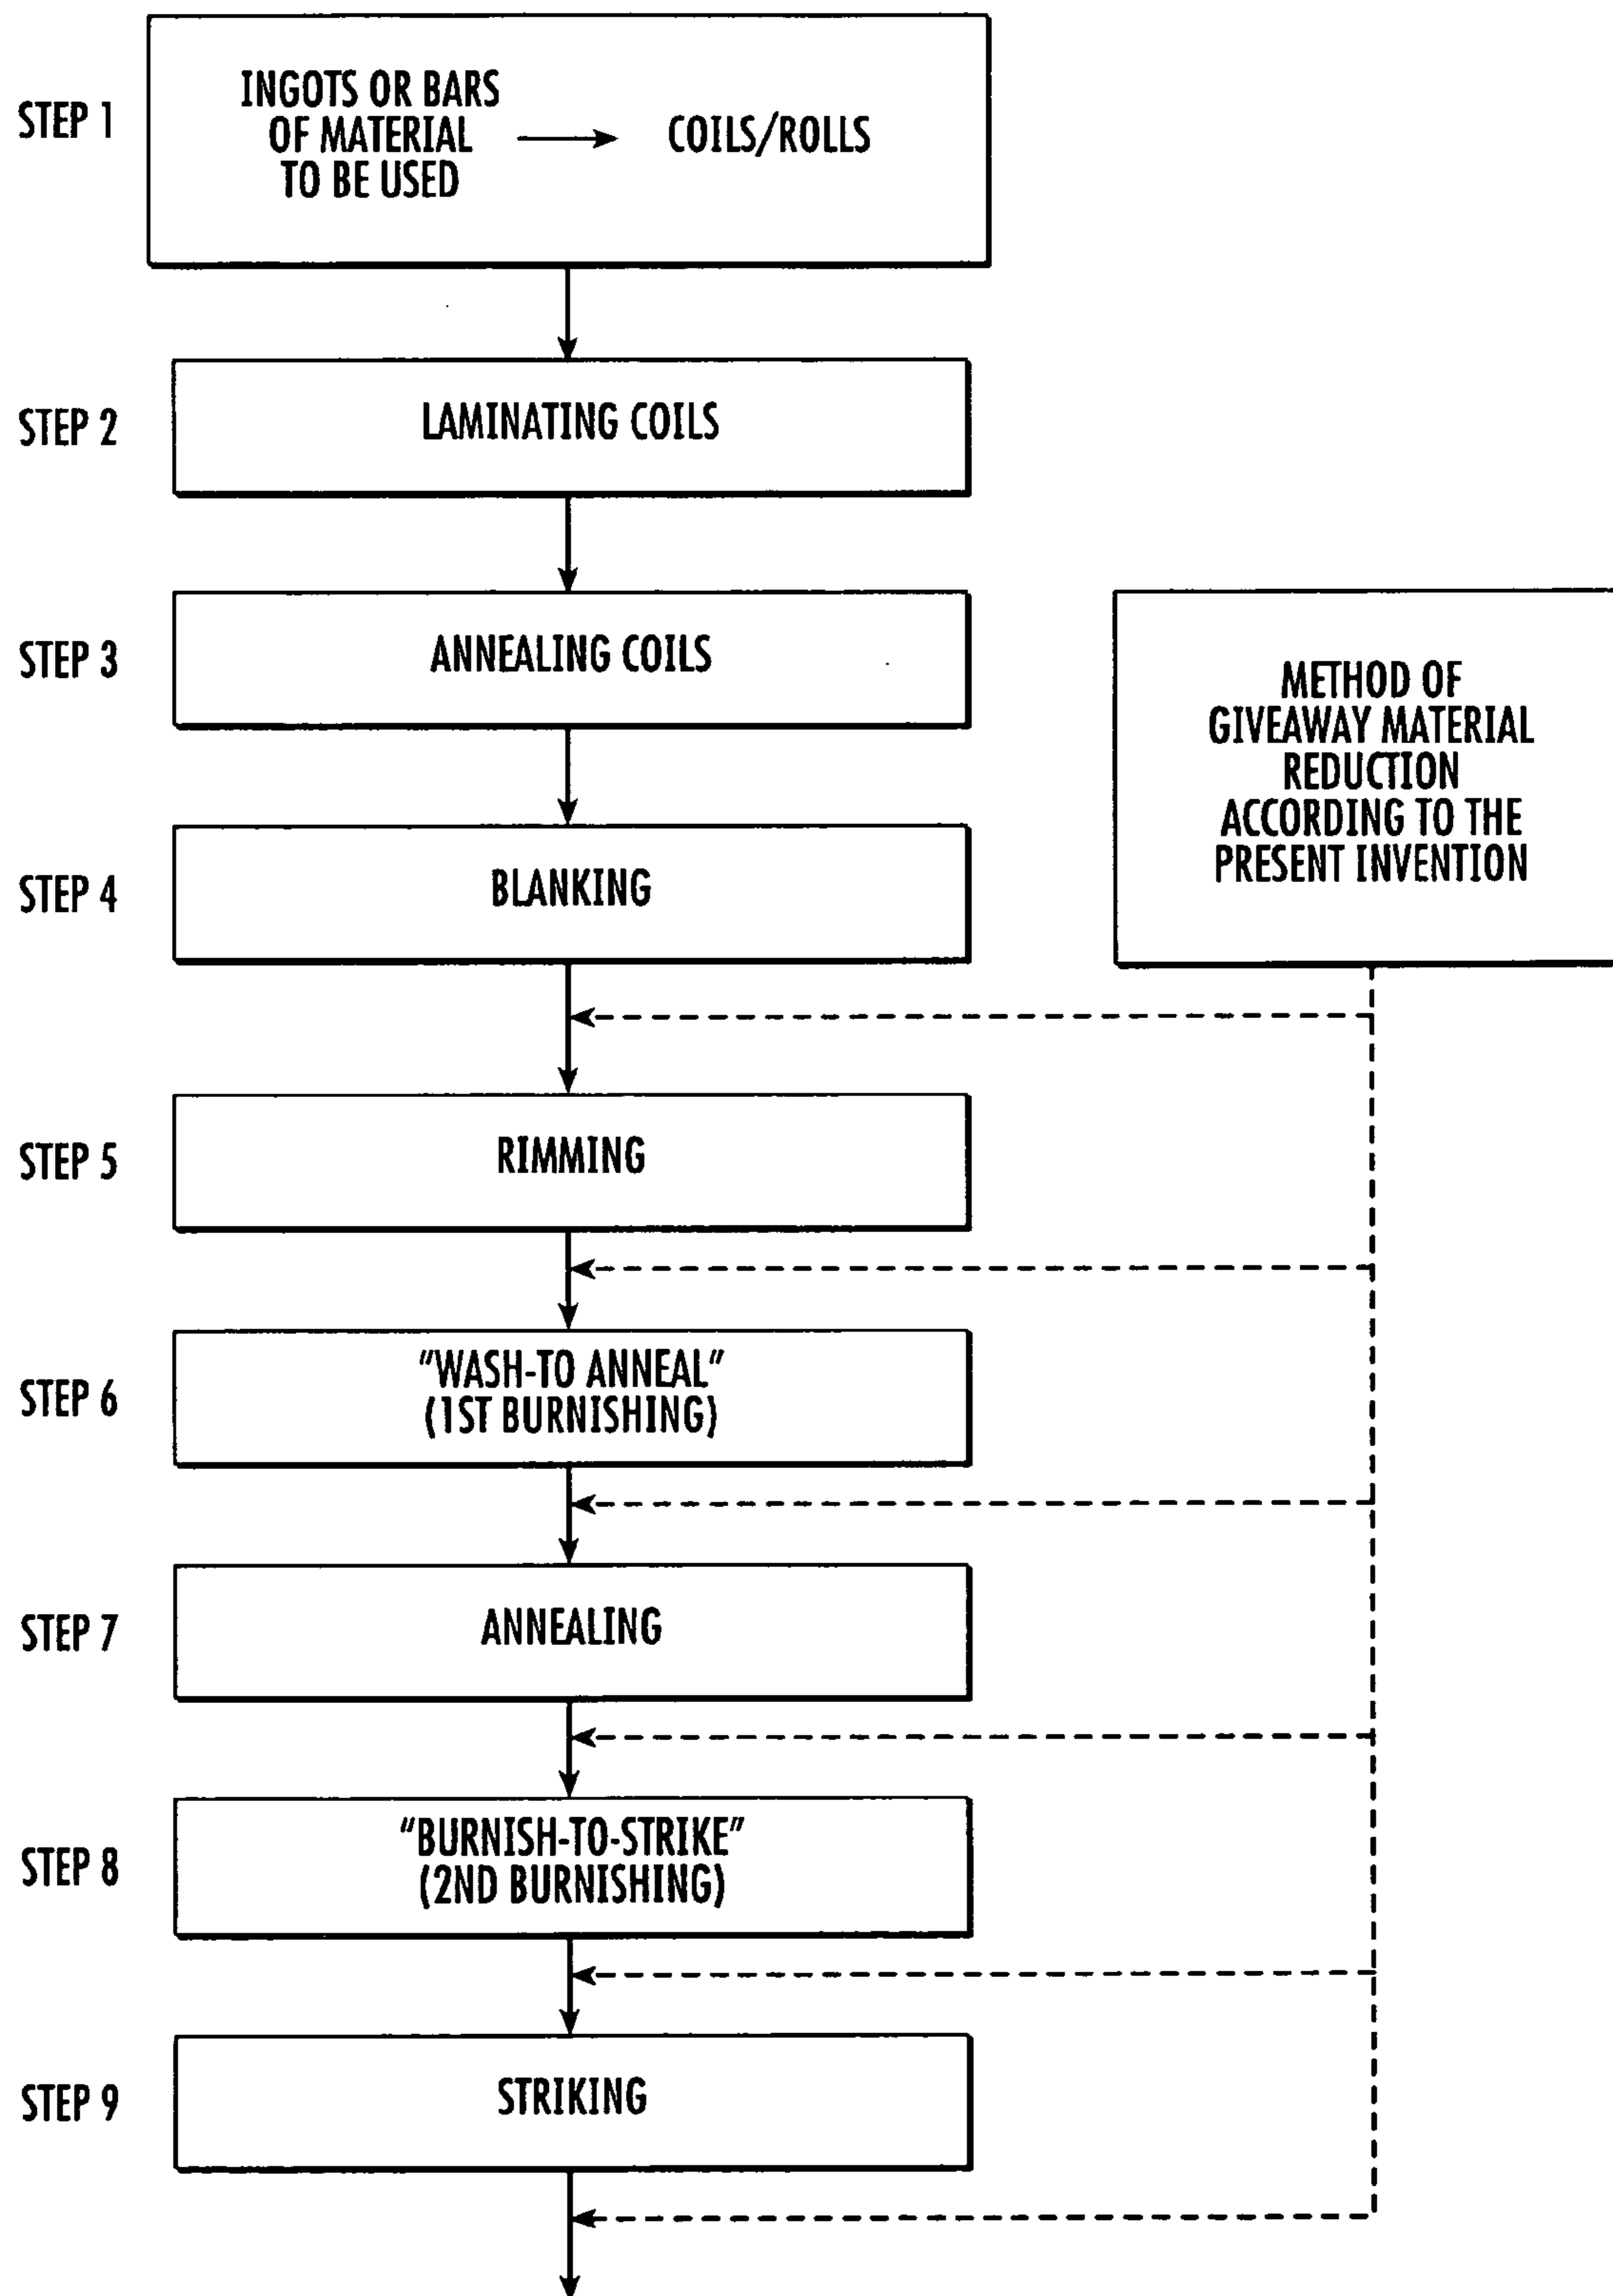 STEP 1
INGOTS OR BARS
OF MATERIAL
TO BE USED
COILS/ROLLS
STEP 2
LAMINATING COILS
STEP 3
ANNEALING COILS
METHOD OF
GIVEAWAY MATERIAL
REDUCTION
ACCORDING TO THE
PRESENT INVENTION
STEP 4
BLANKING
STEP 5
RIMMING
STEP 6
"WASH-TO ANNEAL"
(1ST BURNISHING)
STEP 7
ANNEALING
STEP 8
"BURNISH-TO-STRIKE"
(2ND BURNISHING)
STEP 9
STRIKING